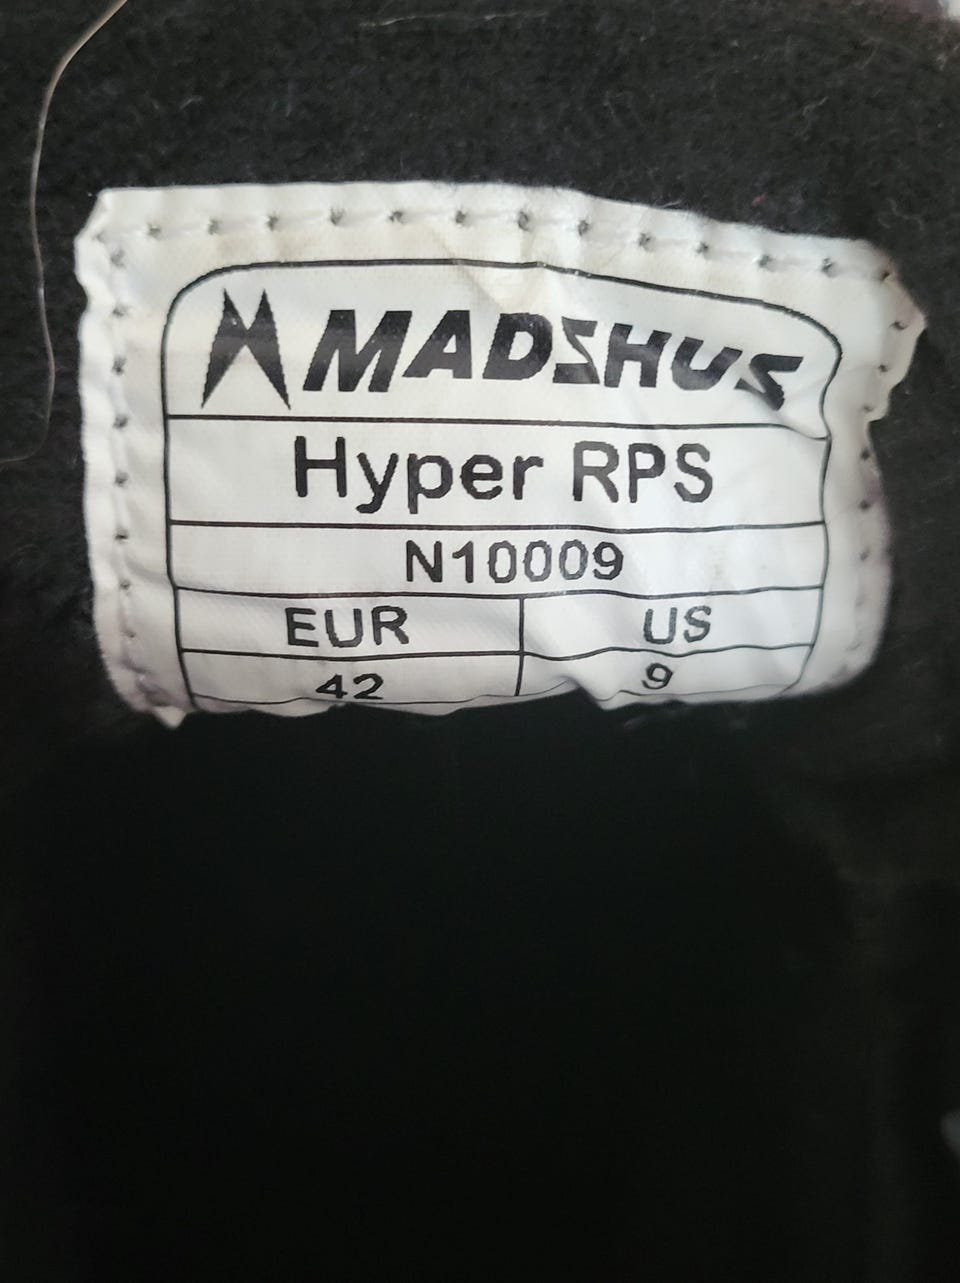 MADSHUS
Hyper RPS
N10009
EUR US
42 9